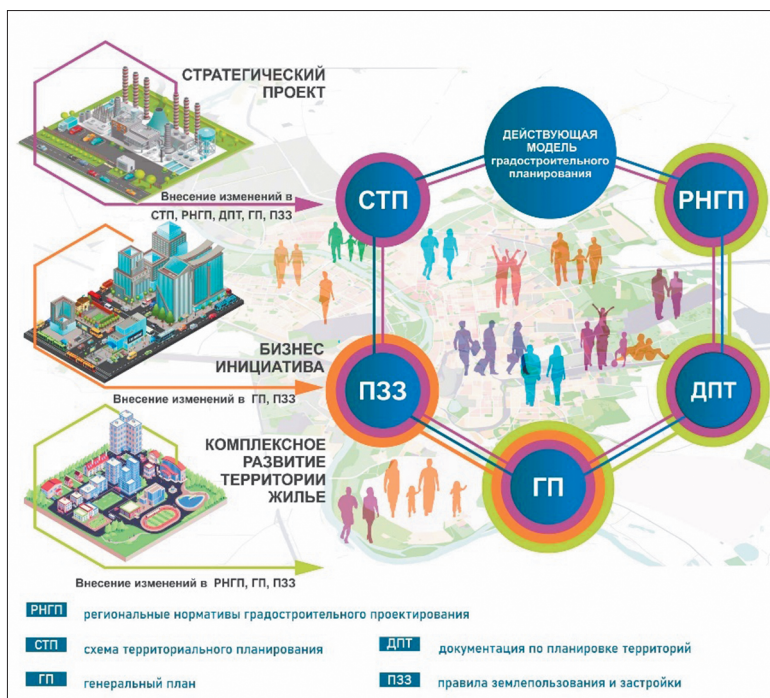 СТРАТЕГИЧЕСКИЙ
ПРОЕКТ
Внесение изменений в
СТП, РНГП, ДПТ, ГП, ПЗЗ
БИЗНЕС
ИНИЦИАТИВА
Внесение изменений в ГП, ПЗЗ
КОМПЛЕКСНОЕ
РАЗВИТИЕ
ТЕРРИТОРИИ
ЖИЛЬЕ
Внесение изменений в РНГП, ГП, ПЗЗ
ДЕЙСТВУЮЩАЯ
МОДЕЛЬ
градостроительного
планирования
СТП
РНГП
ПЗЗ
ДПТ
ГП
РНГП региональные нормативы градостроительного проектирования
СТП схема территориального планирования
ДПТ документация по планировке территорий
ГП генеральный план
ПЗЗ правила землепользования и застройки